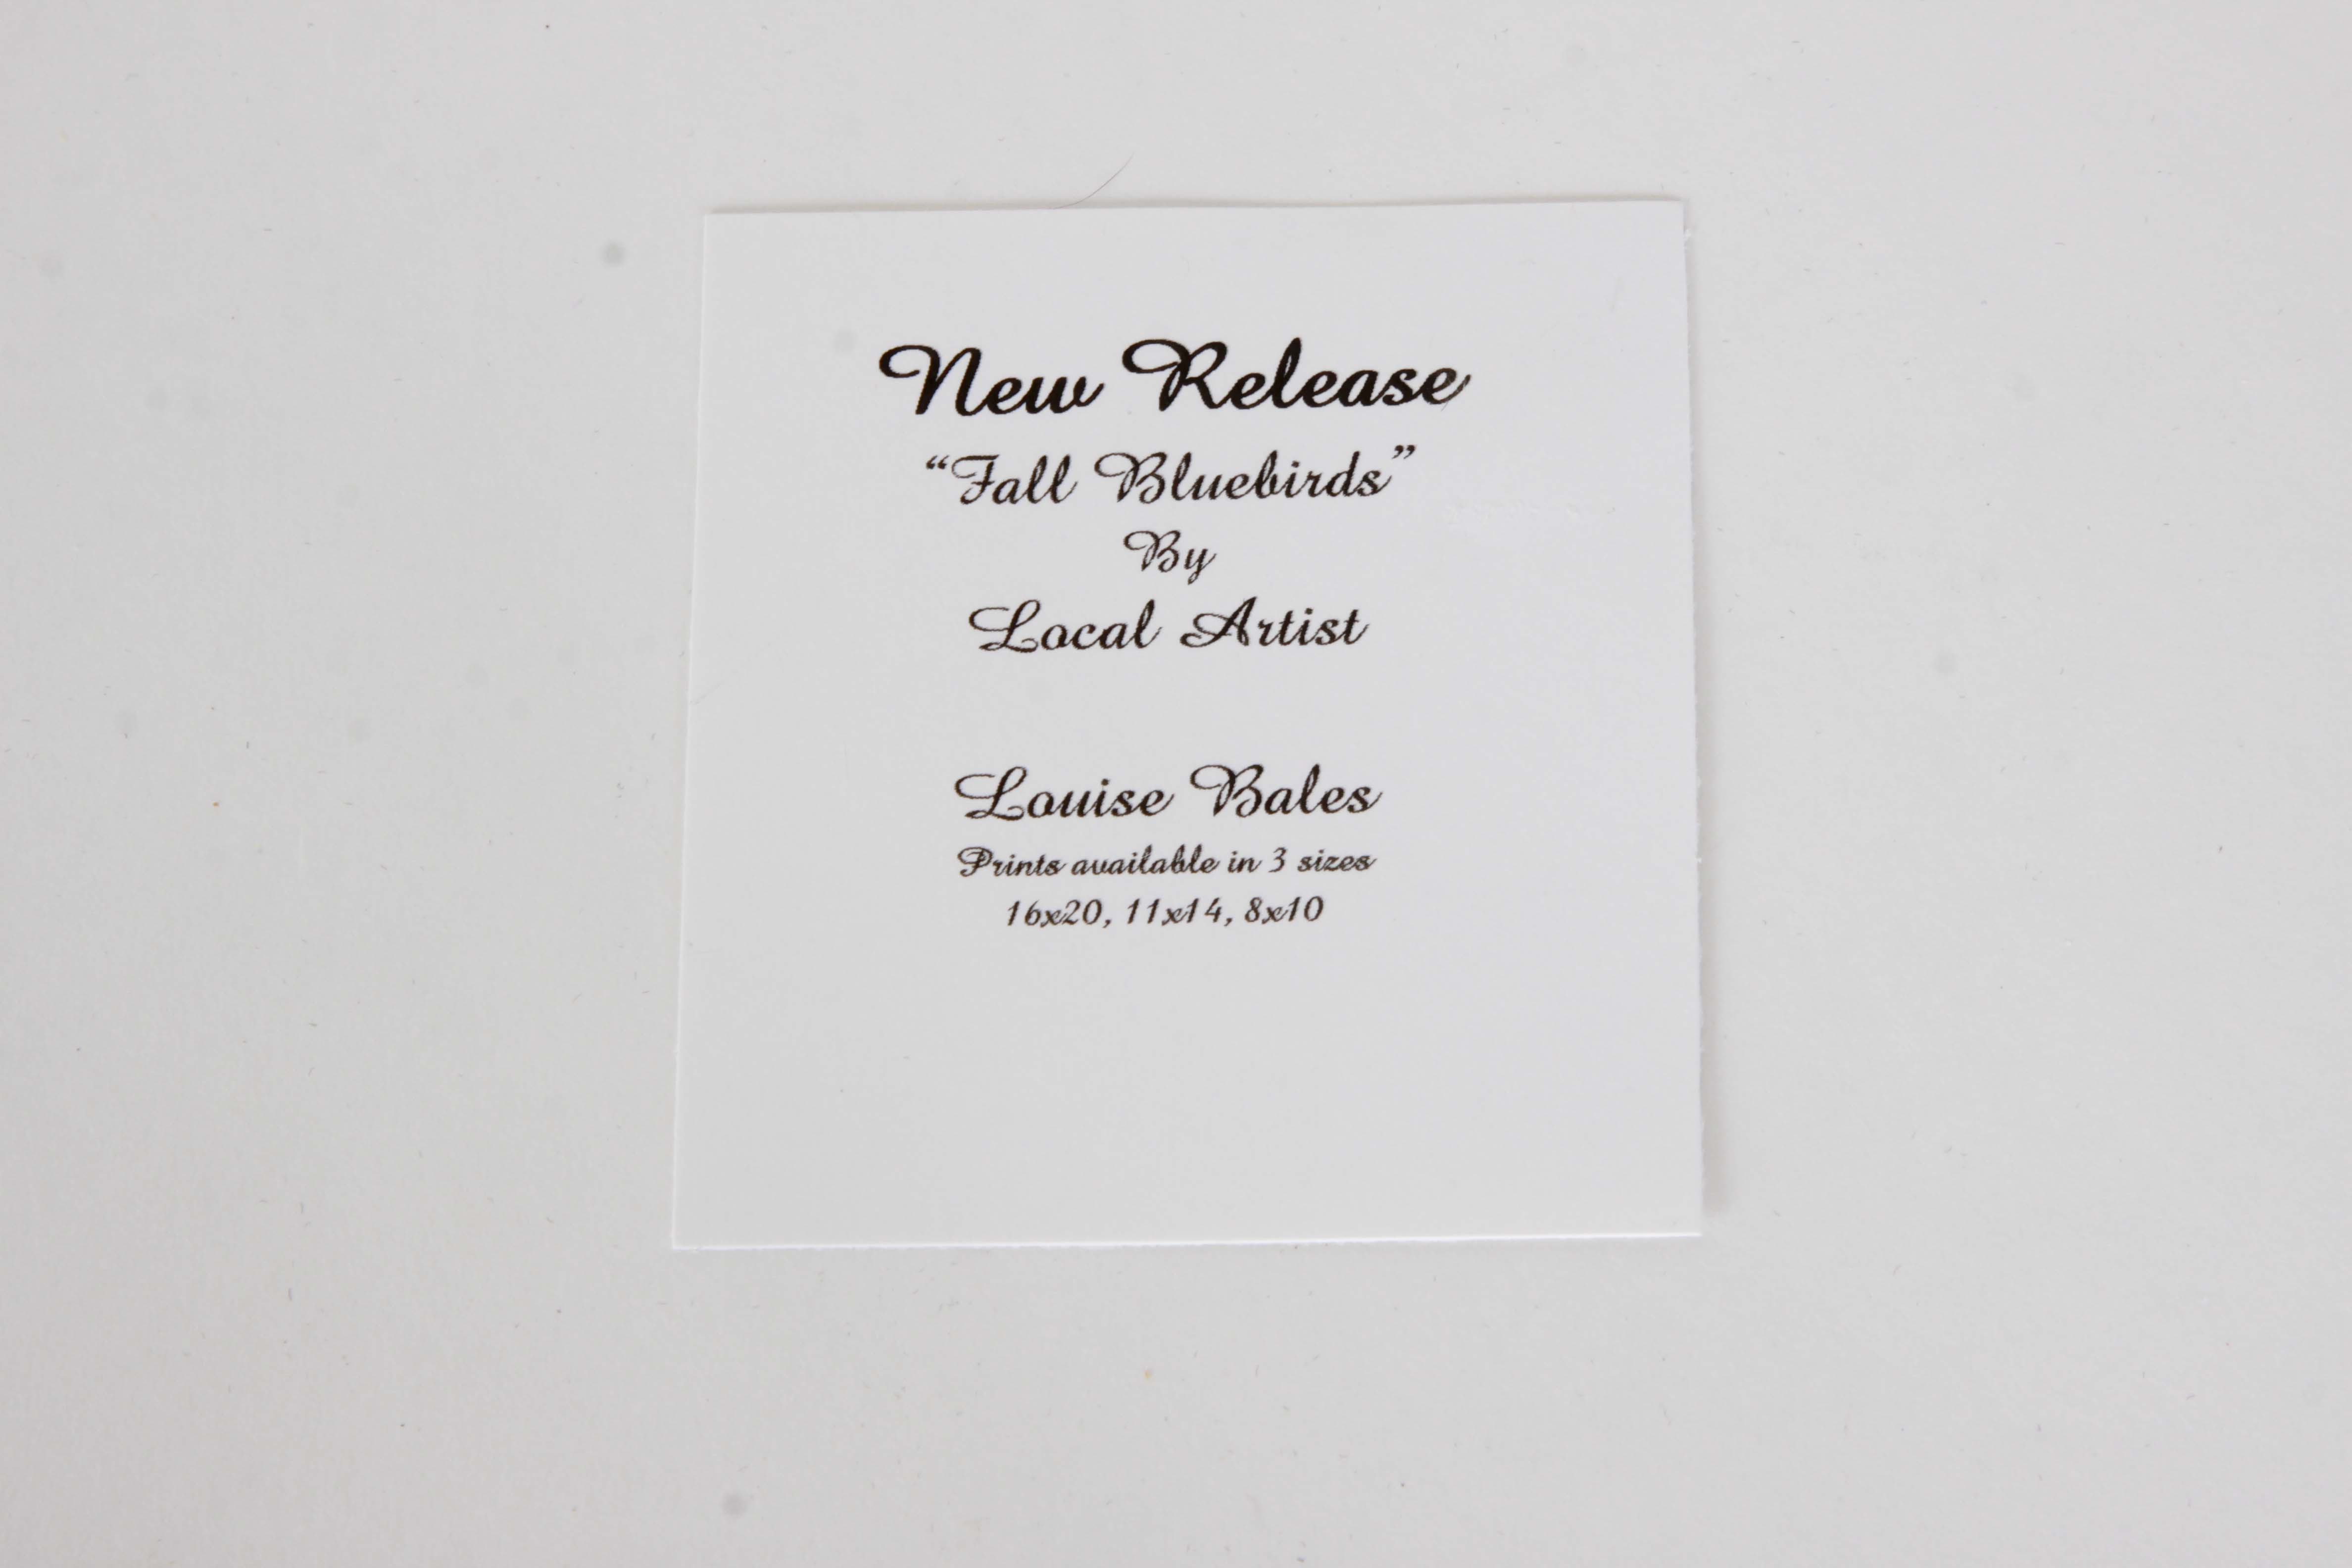 New Release
“Fall Bluebirds”
By
Local Artist
Louise Bales
Prints available in 3 sizes
16x20, 11x14, 8x10